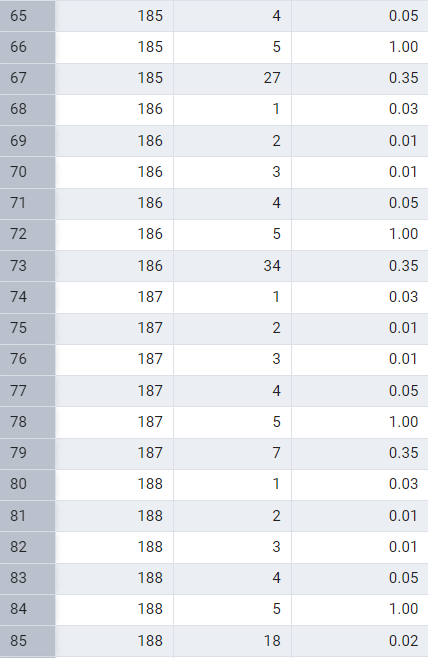 65 185 4 0.05
66 185 5 1.00
67 185 27 0.35
68 186 1 0.03
69 186 2 0.01
70 186 3 0.01
71 186 4 0.05
72 186 5 1.00
73 186 34 0.35
74 187 1 0.03
75 187 2 0.01
76 187 3 0.01
77 187 4 0.05
78 187 5 1.00
79 187 7 0.35
80 188 1 0.03
81 188 2 0.01
82 188 3 0.01
83 188 4 0.05
84 188 5 1.00
85 188 18 0.02